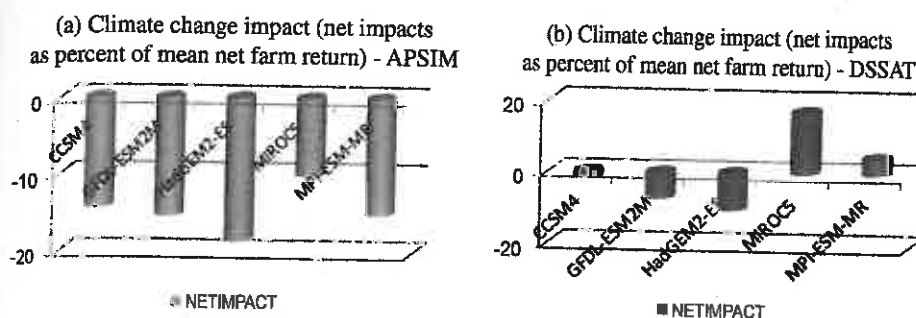 (a) Climate change impact (net impacts
as percent of mean net farm return) - APSIM
0
-10
-20
CCSM4
GFDL-ESM2M
HadGEM2-ES
MIROC5
MPI-ESM-MR
NETIMPACT
(b) Climate change impact (net impacts
as percent of mean net farm return) - DSSAT
20
0
-20
CCSM4
GFDL-ESM2M
HadGEM2-ES
MIROC5
MPI-ESM-MR
NETIMPACT